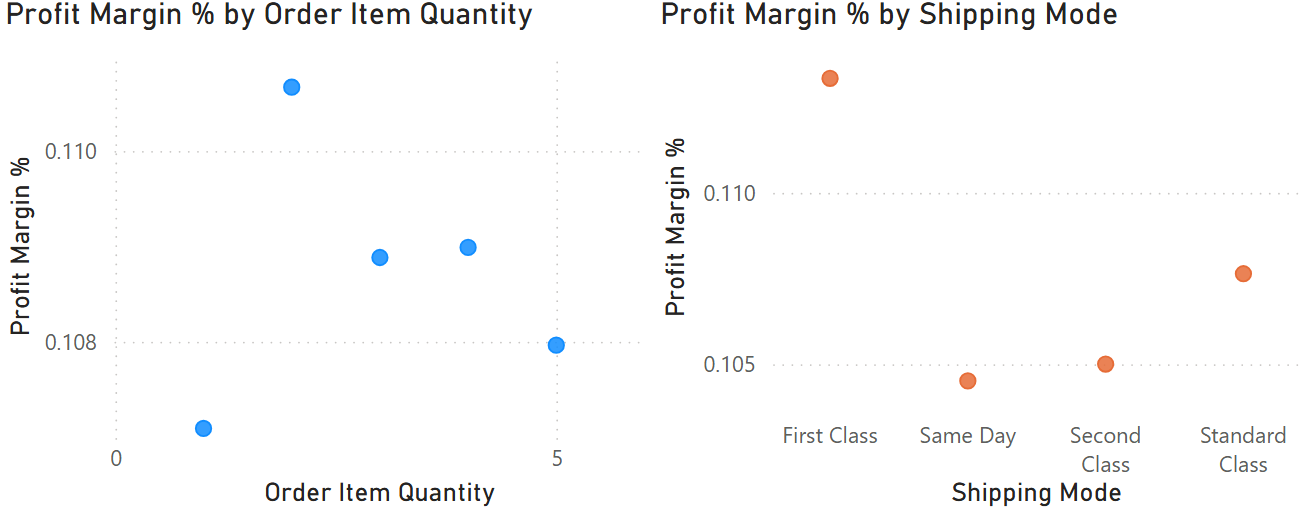 Profit Margin % by Order Item Quantity
Profit Margin %
0.110
0.108
0
5
Order Item Quantity
Profit Margin % by Shipping Mode
Profit Margin %
0.110
0.105
First Class
Same Day
Second
Class
Standard
Class
Shipping Mode